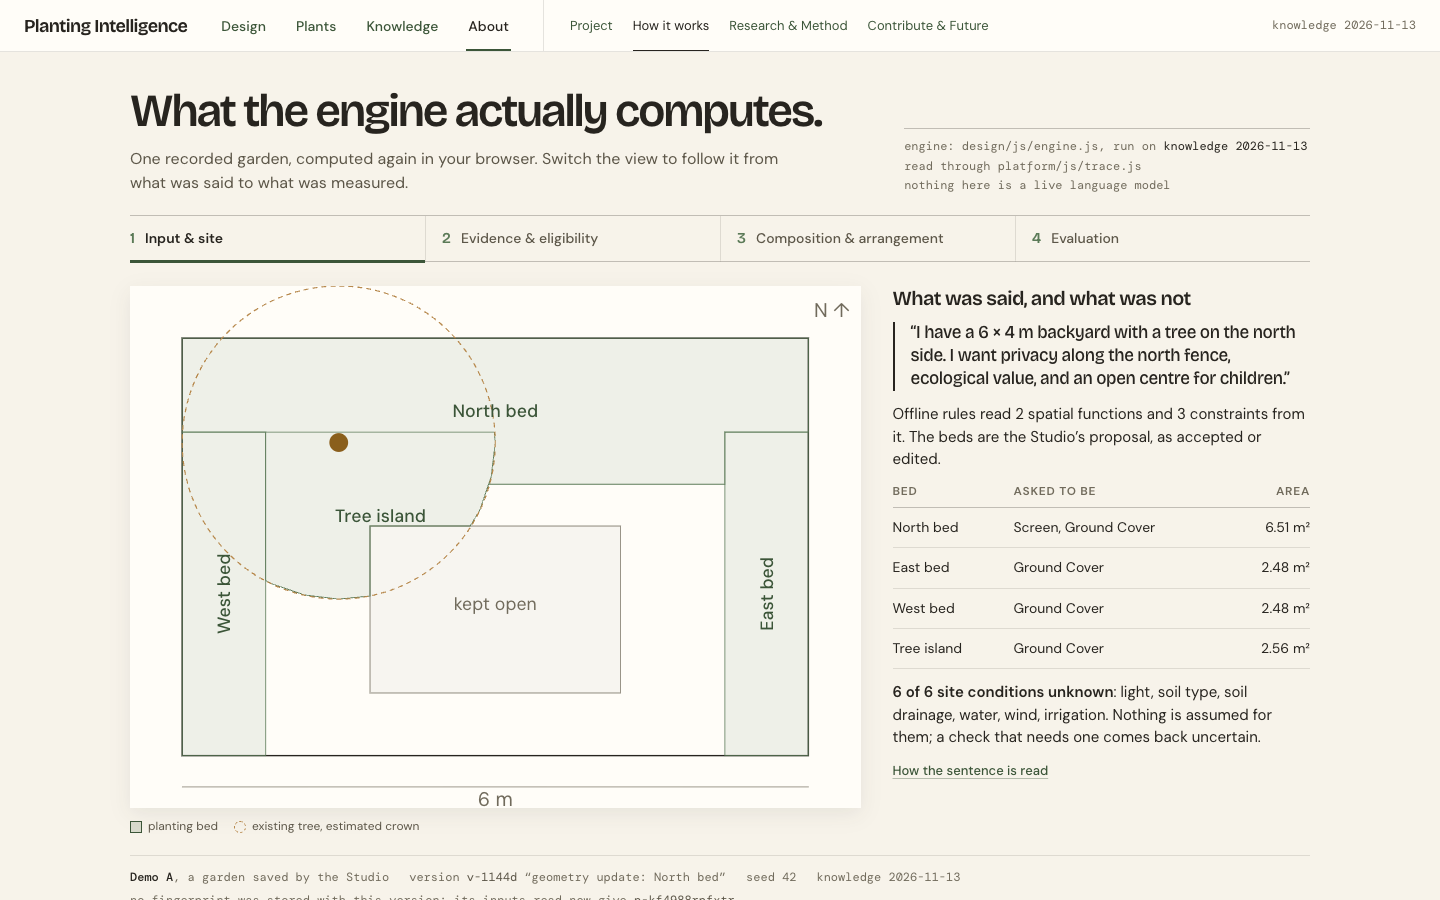 Planting Intelligence
Design
Plants
Knowledge
About
Project
How it works
Research & Method
Contribute & Future
knowledge 2026-11-13
What the engine actually computes.
One recorded garden, computed again in your browser. Switch the view to follow it from
what was said to what was measured.
engine: design/js/engine.js, run on knowledge 2026-11-13
read through platform/js/trace.js
nothing here is a live language model
1 Input & site
2 Evidence & eligibility
3 Composition & arrangement
4 Evaluation
N ↑
North bed
Tree island
West bed
kept open
East bed
6 m
planting bed
existing tree, estimated crown
What was said, and what was not
“I have a 6 × 4 m backyard with a tree on the north
side. I want privacy along the north fence,
ecological value, and an open centre for children.”
Offline rules read 2 spatial functions and 3 constraints from
it. The beds are the Studio’s proposal, as accepted or
edited.
BED ASKED TO BE AREA
North bed Screen, Ground Cover 6.51 m²
East bed Ground Cover 2.48 m²
West bed Ground Cover 2.48 m²
Tree island Ground Cover 2.56 m²
6 of 6 site conditions unknown: light, soil type, soil
drainage, water, wind, irrigation. Nothing is assumed for
them; a check that needs one comes back uncertain.
How the sentence is read
Demo A, a garden saved by the Studio version v-1144d “geometry update: North bed” seed 42 knowledge 2026-11-13
no fingerprint was stored with this version; its inputs read now give